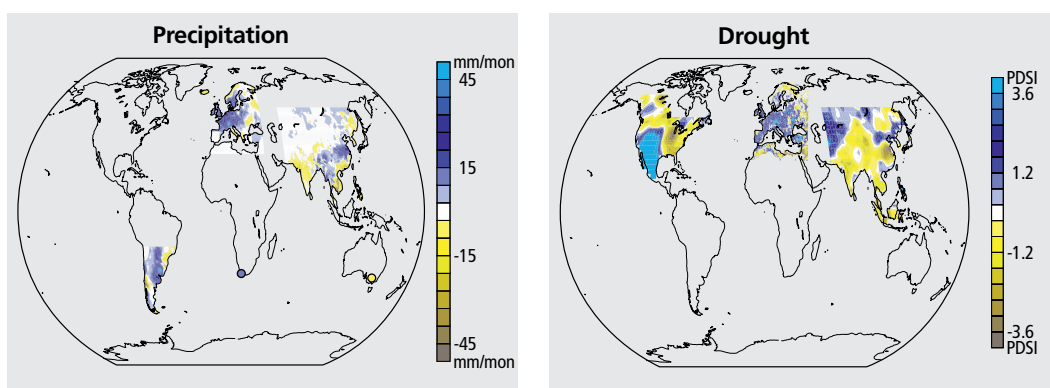 Precipitation
mm/mon
45
15
-15
-45
mm/mon
Drought
PDSI
3.6
1.2
-1.2
-3.6
PDSI